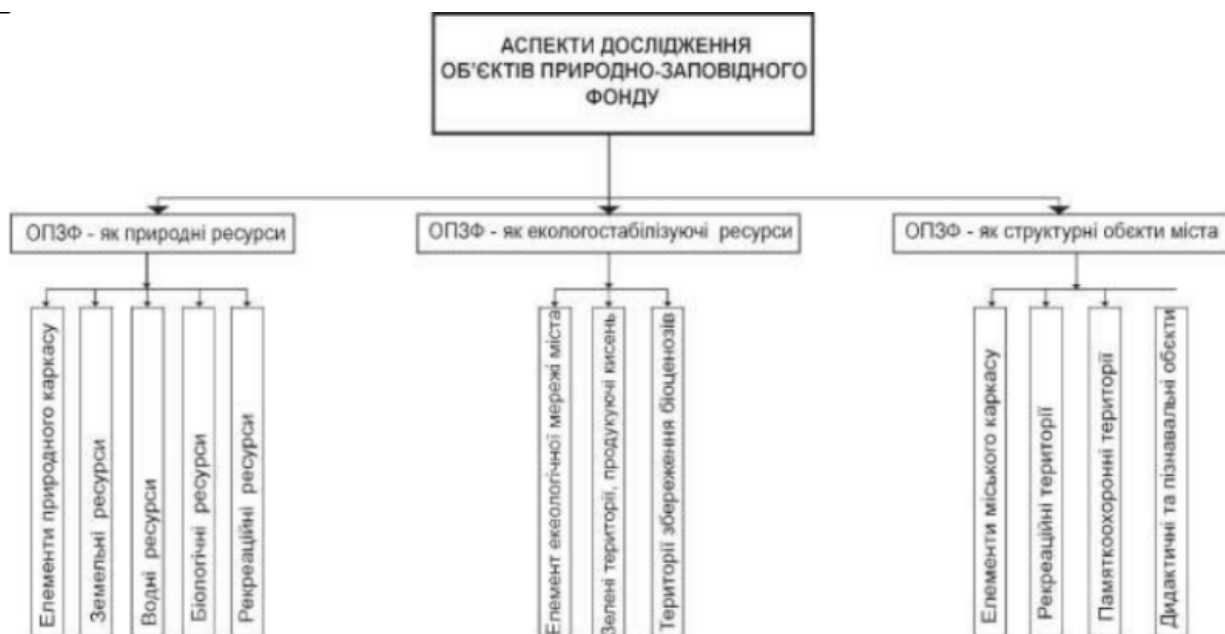 АСПЕКТИ ДОСЛІДЖЕННЯ
ОБ'ЄКТІВ ПРИРОДНО-ЗАПОВІДНОГО
ФОНДУ
ОПЗФ - як природні ресурси
ОПЗФ - як екологостабілізуючі ресурси
ОПЗФ - як структурні обєкти міста
Елементи природного каркасу
Земельні ресурси
Водні ресурси
Біологічні ресурси
Рекреаційні ресурси
Елемент екеологічної мережі міста
Зелені території, продукуючі кисень
Території збереження біоценозів
Елементи міського каркасу
Рекреаційні території
Памяткоохоронні території
Дидактичні та пізнавальні обєкти